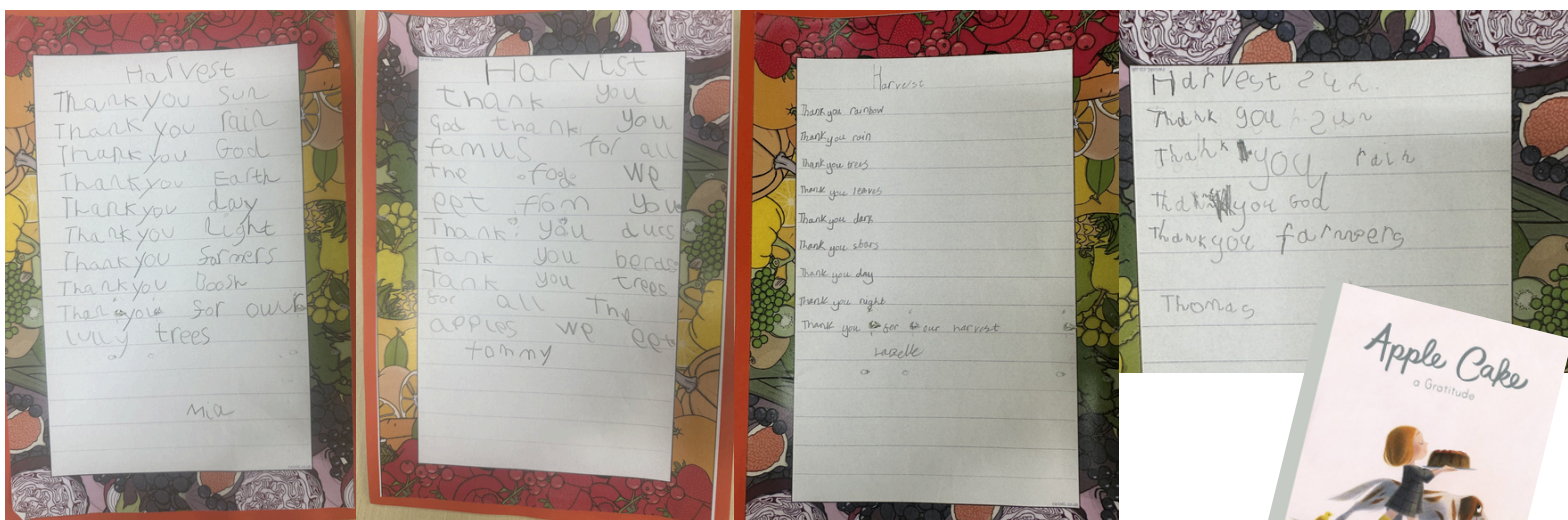 Harvest
Thank you Sun
Thank you rain
Thank you God
Thank you Earth
Thank you day
Thank you light
Thank you farmers
Thank you
Thank you for our
trees
Mia
Harvist
thank you
God thank you
famus for all
the we
eet fom you
Thank you ducs
Tank you berds
Tank you trees
for all the
apples we eet
tommy
Harverst
Thank you rainbow
Thank you rain
Thank you trees
Thank you leaves
Thank you dark
Thank you stars
Thank you day
Thank you night
Thank you for our harvest
Harvest
Thank you Sun
Thank you rain
Thank you God
Thank you farmers
Thomas
Apple Cake
a Gratitude